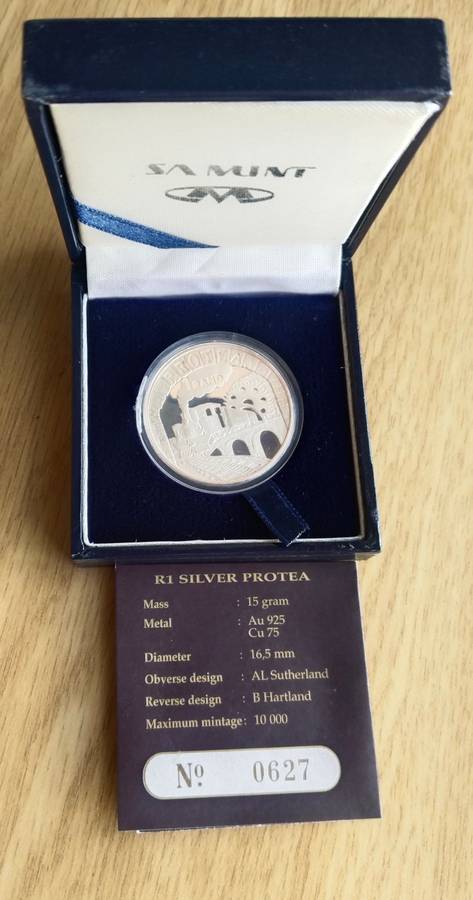 SA MINT
R1 SILVER PROTEA
Mass : 15 gram
Metal : Au 925
Cu 75
Diameter : 16,5 mm
Obverse design : AL Sutherland
Reverse design : B Hartland
Maximum mintage: 10 000
Nº 0627